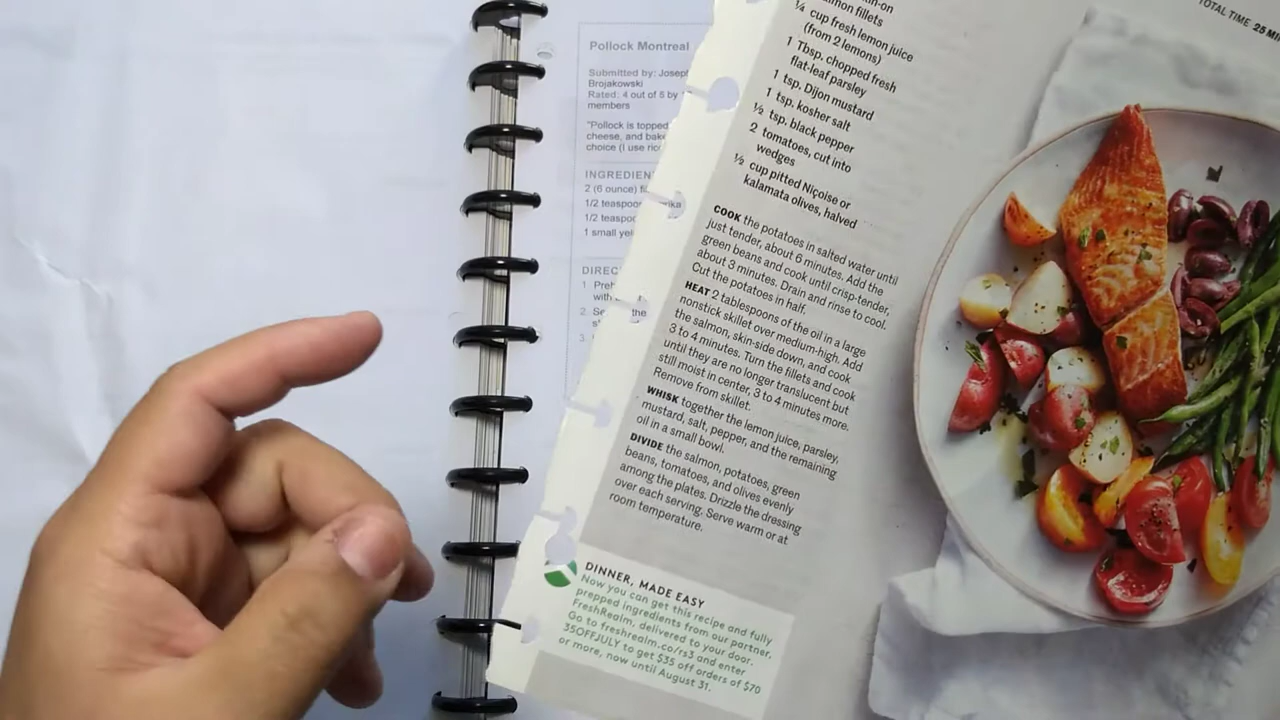 Pollock Montreal
Submitted by:
Brojakowski
Rated: 4 out of 5 by
members
"Pollock is topped
cheese, and
choice (I use
2 (6 ounce)
1/2
1/2
1 small
1
with
2
the
3
TOTAL TIME 25
fillets
¼ cup fresh lemon juice
(from 2 lemons)
1 Tbsp. chopped fresh
flat-leaf parsley
1 tsp. Dijon mustard
1 tsp. kosher salt
½ tsp. black pepper
2 tomatoes, cut into
wedges
½ cup pitted Niçoise or
kalamata olives, halved
COOK the potatoes in salted water until
just tender, about 6 minutes. Add the
green beans and cook until crisp-tender,
about 3 minutes. Drain and rinse to cool.
Cut the potatoes in half.
HEAT 2 tablespoons of the oil in a large
nonstick skillet over medium-high. Add
the salmon, skin-side down, and cook
3 to 4 minutes. Turn the fillets and cook
until they are no longer translucent but
still moist in center, 3 to 4 minutes more.
Remove from skillet.
WHISK together the lemon juice, parsley,
mustard, salt, pepper, and the remaining
oil in a small bowl.
DIVIDE the salmon, potatoes, green
beans, tomatoes, and olives evenly
among the plates. Drizzle the dressing
over each serving. Serve warm or at
room temperature.
DINNER, MADE EASY
Now you can get this recipe and fully
prepped ingredients from our partner,
FreshRealm, delivered to your door.
Go to freshrealm.co/rs3 and enter
35OFFJULY to get $35 off orders of $70
or more, now until August 31.